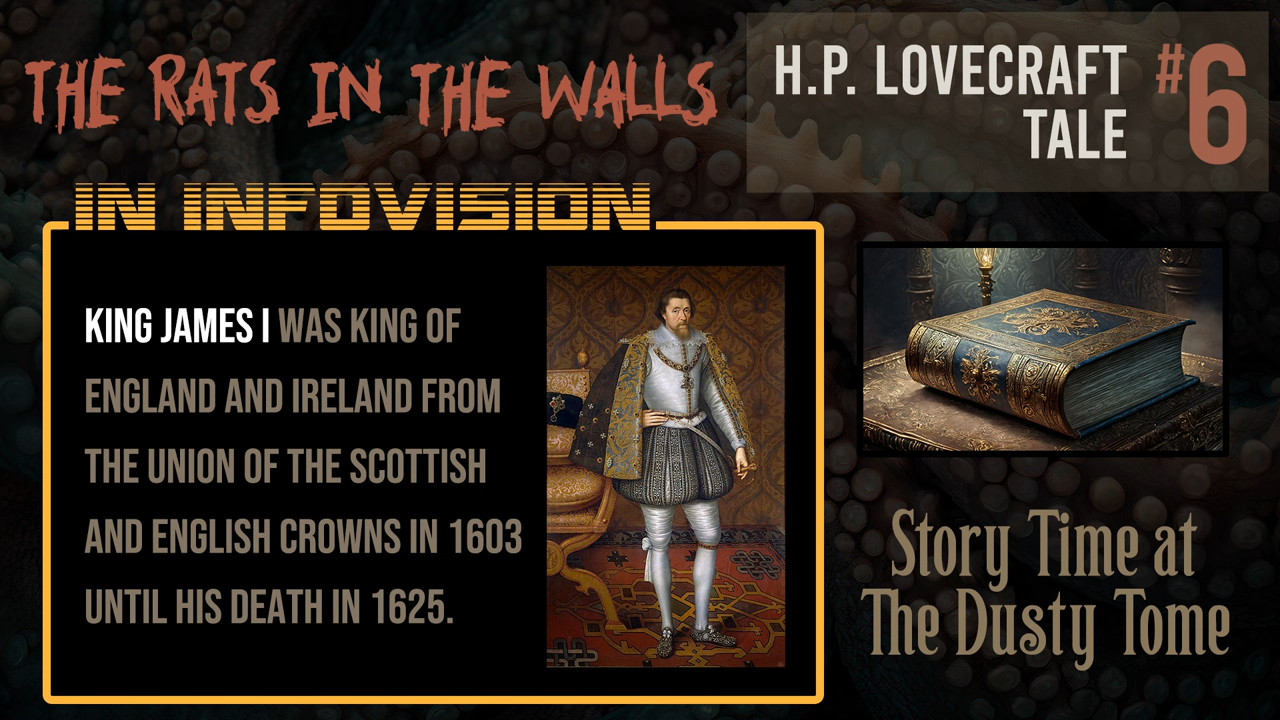 THE RATS IN THE WALLS
H.P. LOVECRAFT
TALE
#6
IN INFOVISION
KING JAMES I WAS KING OF
ENGLAND AND IRELAND FROM
THE UNION OF THE SCOTTISH
AND ENGLISH CROWNS IN 1603
UNTIL HIS DEATH IN 1625.
Story Time at
The Dusty Tome